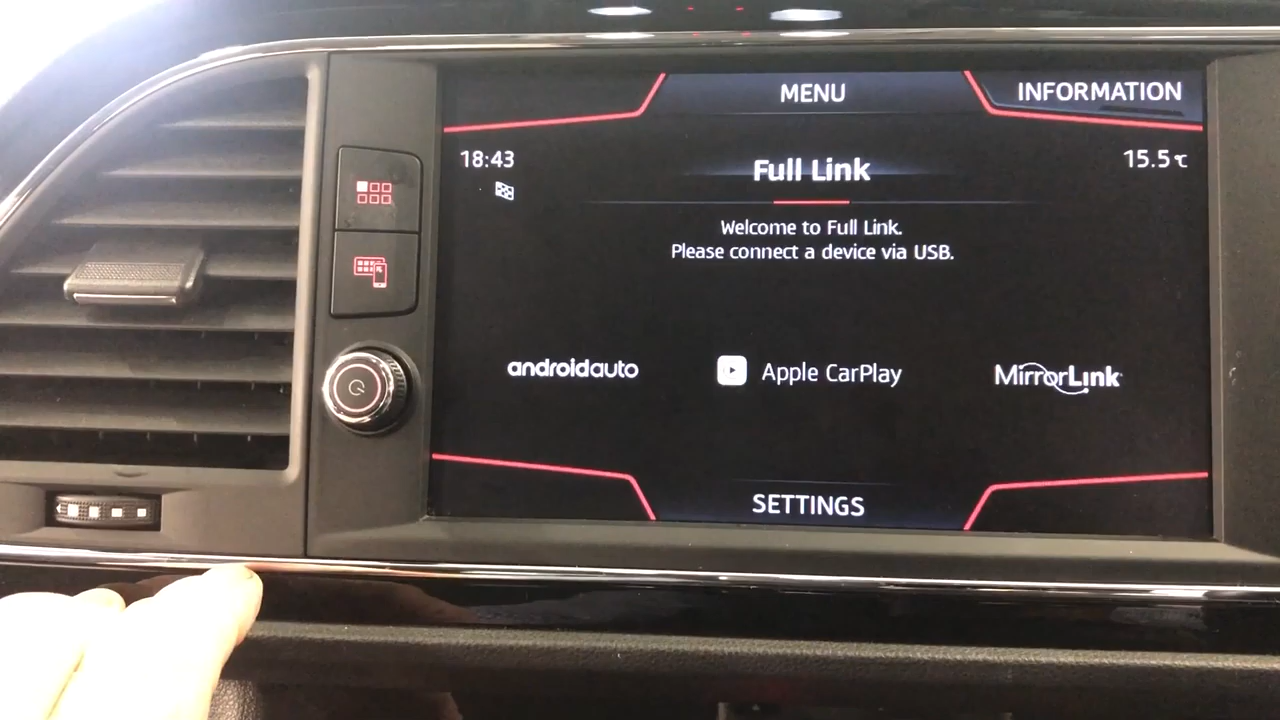 MENU
INFORMATION
18:43
Full Link
15.5℃
Welcome to Full Link.
Please connect a device via USB.
androidauto
Apple CarPlay
MirrorLink
SETTINGS